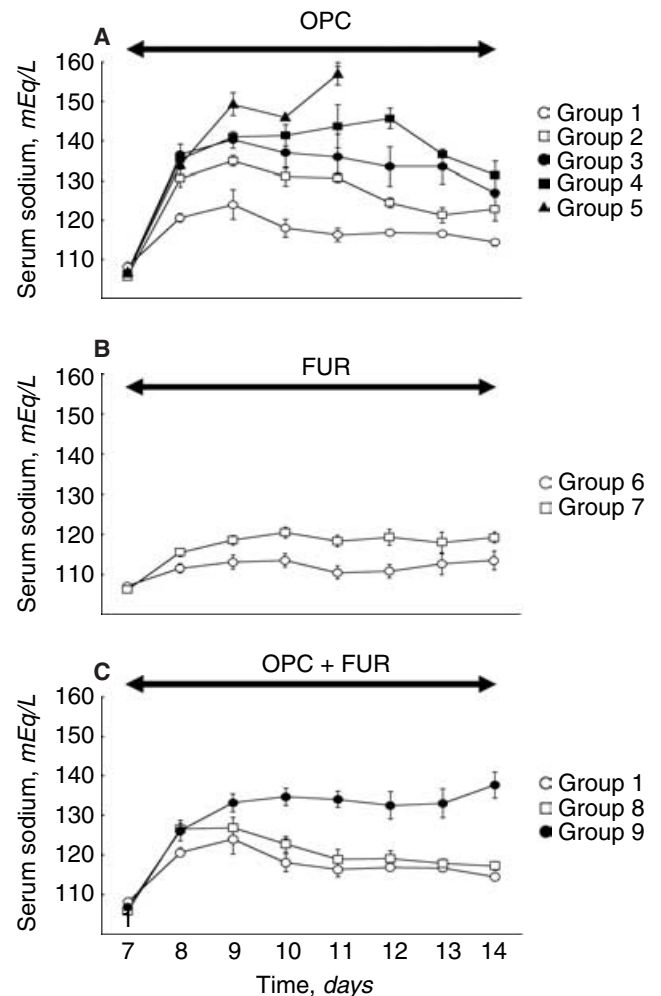 A
OPC
Serum sodium, mEq/L
160
150
140
130
120
110
Group 1
Group 2
Group 3
Group 4
Group 5
B
FUR
Serum sodium, mEq/L
160
150
140
130
120
110
Group 6
Group 7
C
OPC + FUR
Serum sodium, mEq/L
160
150
140
130
120
110
Group 1
Group 8
Group 9
7 8 9 10 11 12 13 14
Time, days